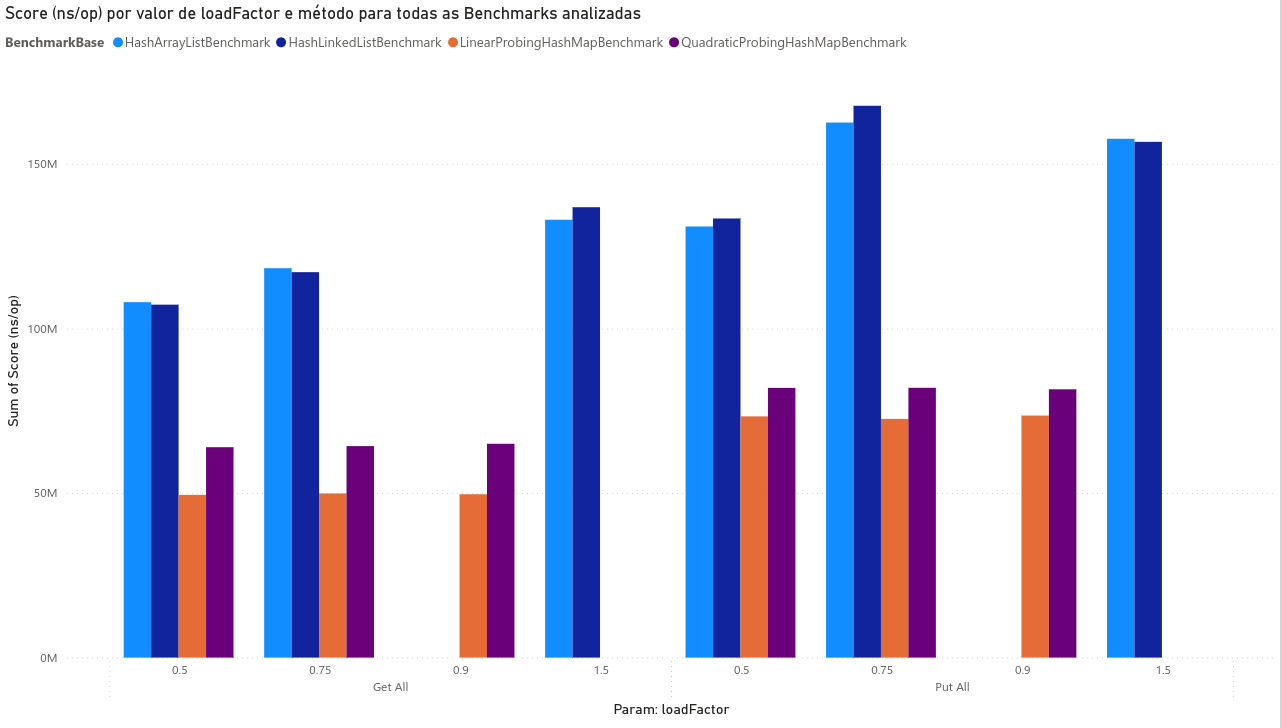 Score (ns/op) por valor de loadFactor e método para todas as Benchmarks analizadas
BenchmarkBase HashArrayListBenchmark HashLinkedListBenchmark LinearProbingHashMapBenchmark QuadraticProbingHashMapBenchmark
Sum of Score (ns/op)
150M
100M
50M
0M
0.5 0.75 0.9 1.5 0.5 0.75 0.9 1.5
Get All Put All
Param: loadFactor